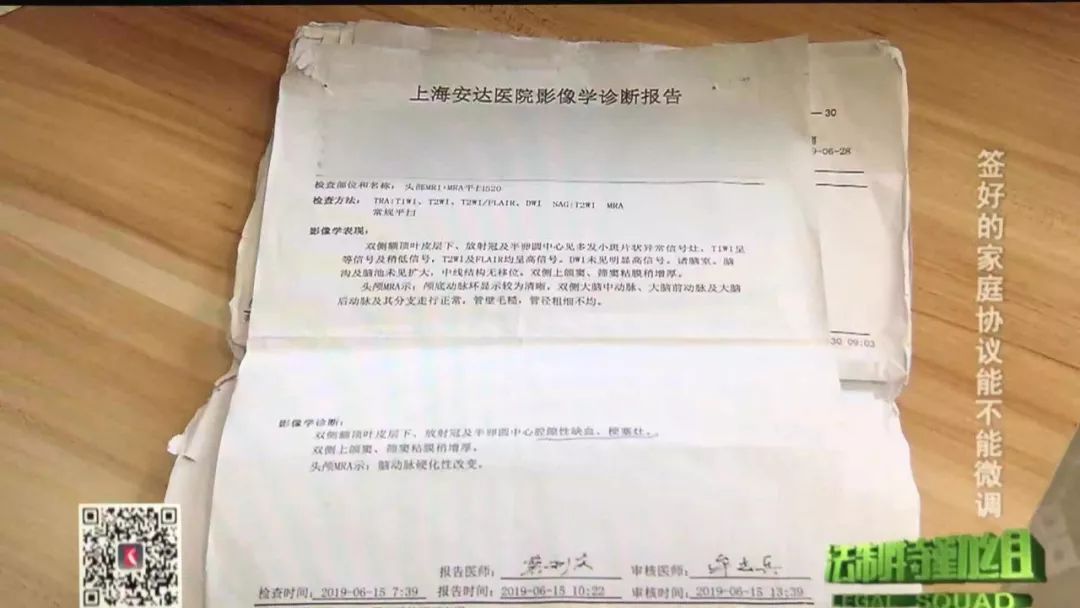 上海安达医院影像学诊断报告
检查部位和名称: 头部MRI+MRA平扫1520
检查方法: TRA:T1WI、T2WI、T2WI/FLAIR、DWI NAG:T2WI MRA
常规平扫
影像学表现:
双侧额顶叶皮层下、放射冠及半卵圆中心见多发小斑片状异常信号灶, T1WI呈
等信号及稍低信号, T2WI及FLAIR均呈高信号。DWI未见明显高信号。诸脑室、脑
沟及脑池未见扩大, 中线结构无移位。双侧上颌窦、筛窦粘膜稍增厚。
头颅MRA示: 颅底动脉环显示较为清晰, 双侧大脑中动脉、大脑前动脉及大脑
后动脉及其分支走行正常, 管壁毛糙, 管径粗细不均。
影像学诊断:
双侧额顶叶皮层下、放射冠及半卵圆中心腔隙性缺血、梗塞灶。
双侧上颌窦、筛窦粘膜稍增厚。
头颅MRA示: 脑动脉硬化性改变。
报告医师:
审核医师:
检查时间: 2019-06-15 7:39 报告时间: 2019-06-15 10:22 审核时间: 2019-06-15 13:39
30
9-06-28
30 09:03
签好的家庭协议能不能微调
法制特勤组
LEGAL SQUAD